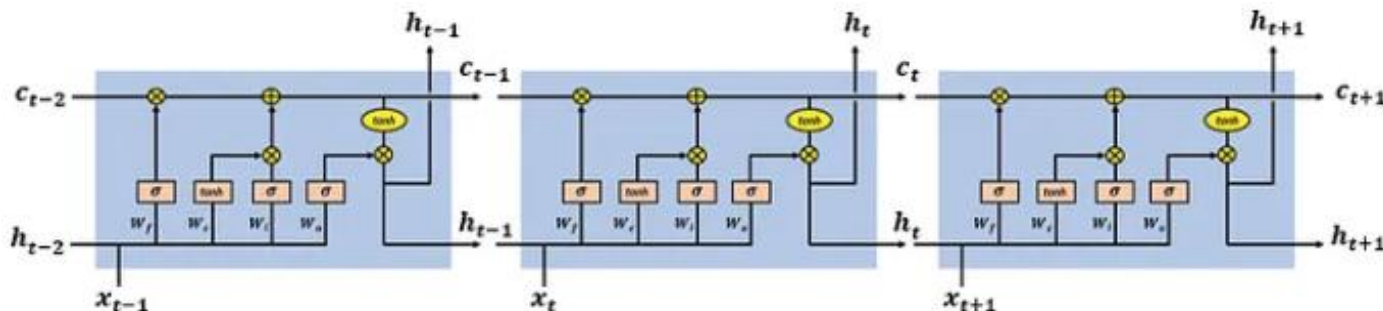 h_{t-1} h_t h_{t+1}
c_{t-2} c_{t-1} c_t c_{t+1}
tanh tanh tanh
σ tanh σ σ σ tanh σ σ σ tanh σ σ
W_f W_c W_i W_o W_f W_c W_i W_o W_f W_c W_i W_o
h_{t-2} h_{t-1} h_t h_{t+1}
x_{t-1} x_t x_{t+1}